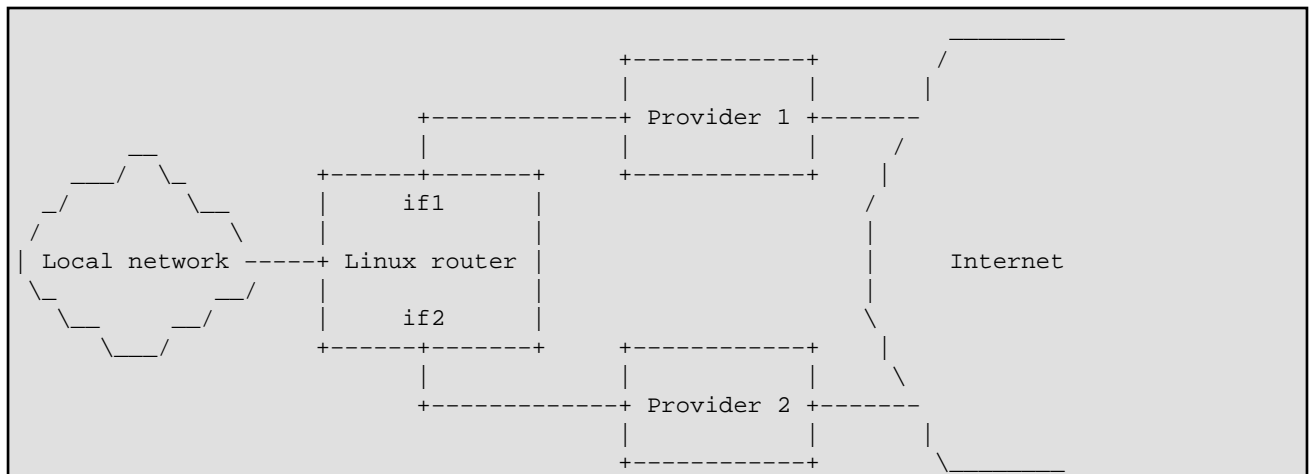 Provider 1
if1
Local network Linux router Internet
if2
Provider 2